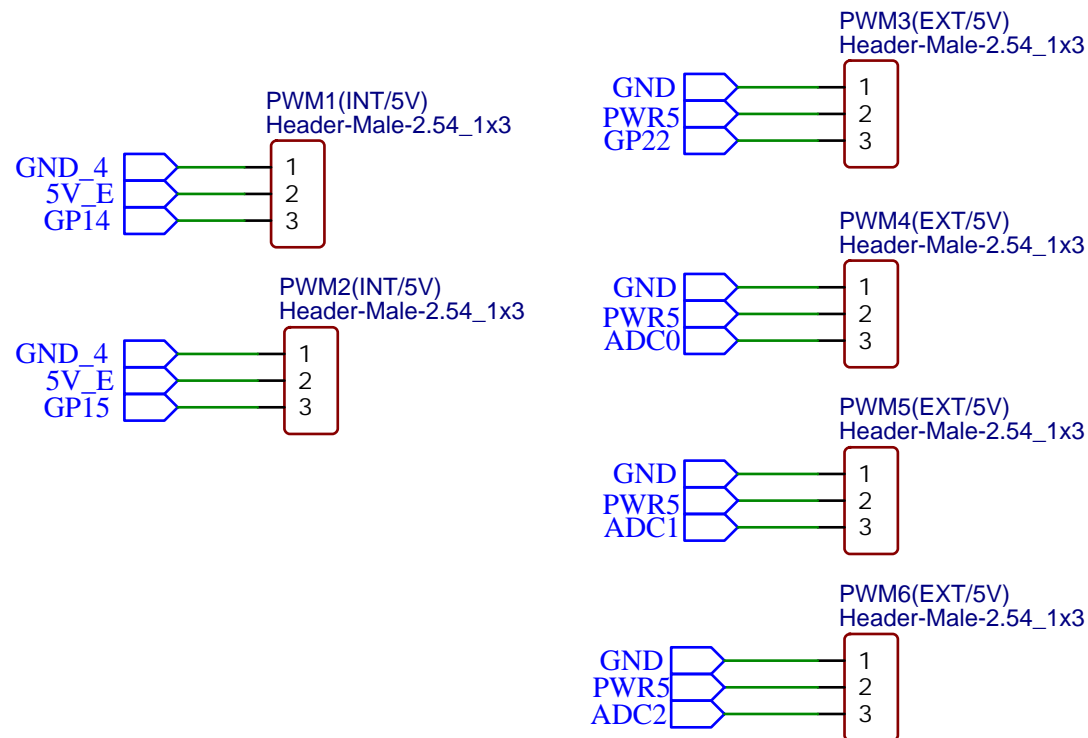 PWM1(INT/5V)
Header-Male-2.54_1x3
GND_4
5V_E
GP14
1
2
3
PWM2(INT/5V)
Header-Male-2.54_1x3
GND_4
5V_E
GP15
1
2
3
PWM3(EXT/5V)
Header-Male-2.54_1x3
GND
PWR5
GP22
1
2
3
PWM4(EXT/5V)
Header-Male-2.54_1x3
GND
PWR5
ADC0
1
2
3
PWM5(EXT/5V)
Header-Male-2.54_1x3
GND
PWR5
ADC1
1
2
3
PWM6(EXT/5V)
Header-Male-2.54_1x3
GND
PWR5
ADC2
1
2
3